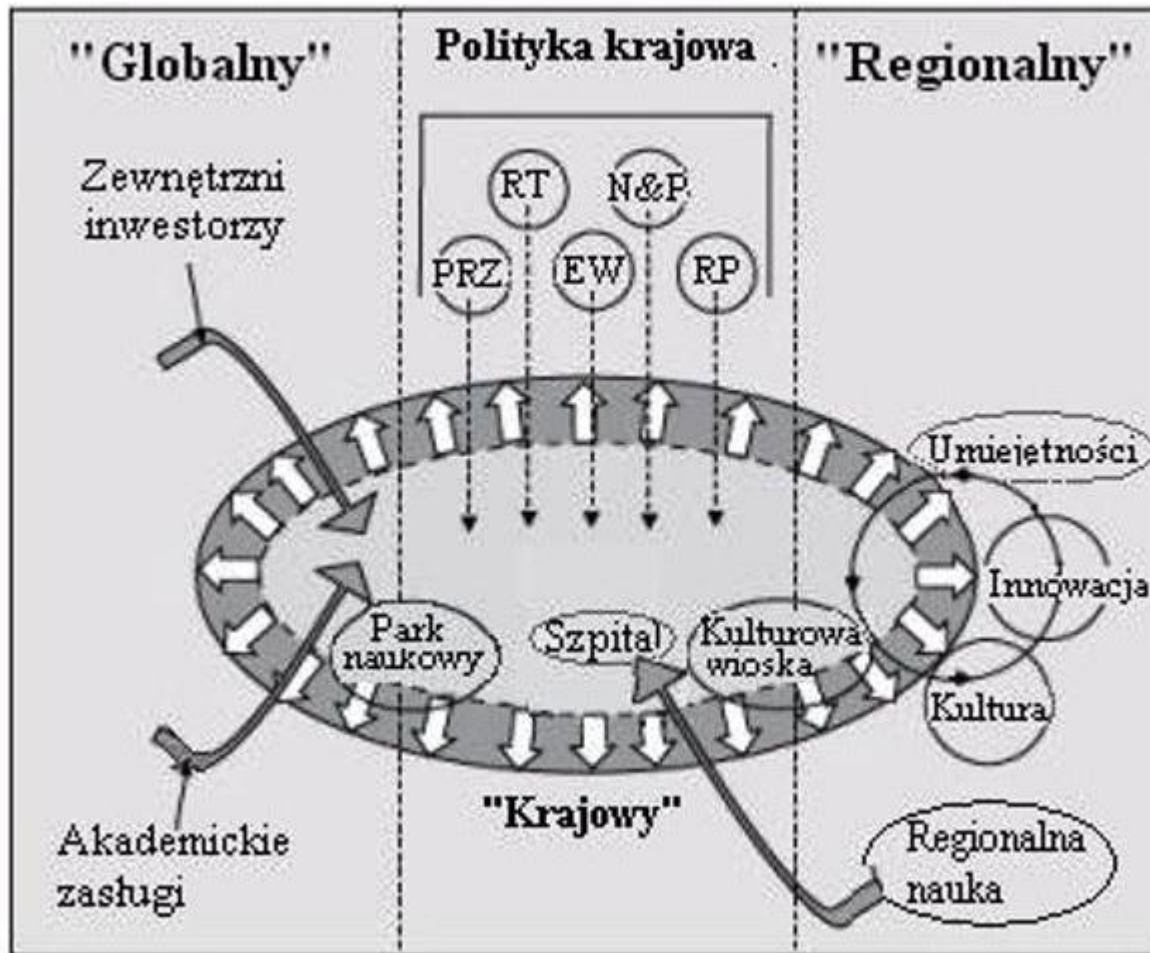 "Globalny"
Polityka krajowa
"Regionalny"
Zewnętrzni
inwestorzy
RT
N&P
PRZ
EW
RP
Umiejętności
Innowacja
Park
naukowy
Szpital
Kulturowa
wioska
Kultura
"Krajowy"
Akademickie
zasługi
Regionalna
nauka